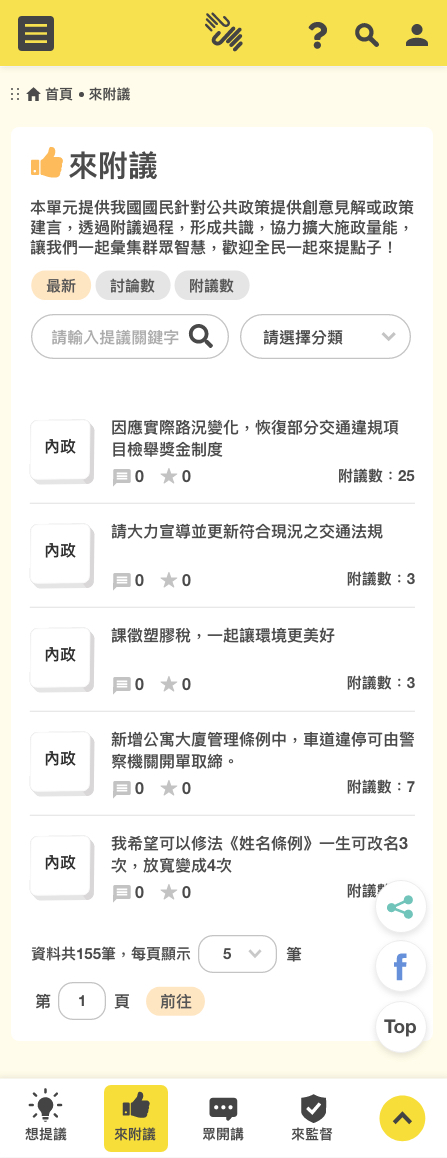 首頁 • 來附議
來附議
本單元提供我國國民針對公共政策提供創意見解或政策
建言,透過附議過程,形成共識,協力擴大施政量能,
讓我們一起彙集群眾智慧,歡迎全民一起來提點子!
最新 討論數 附議數
請輸入提議關鍵字 請選擇分類
內政
因應實際路況變化,恢復部分交通違規項
目檢舉獎金制度
0 0 附議數:25
內政
請大力宣導並更新符合現況之交通法規
0 0 附議數:3
內政
課徵塑膠稅,一起讓環境更美好
0 0 附議數:3
內政
新增公寓大廈管理條例中,車道違停可由警
察機關開單取締。
0 0 附議數:7
內政
我希望可以修法《姓名條例》一生可改名3
次,放寬變成4次
0 0 附議
資料共155筆,每頁顯示 5 筆
第 1 頁 前往
Top
想提議 來附議 眾開講 來監督